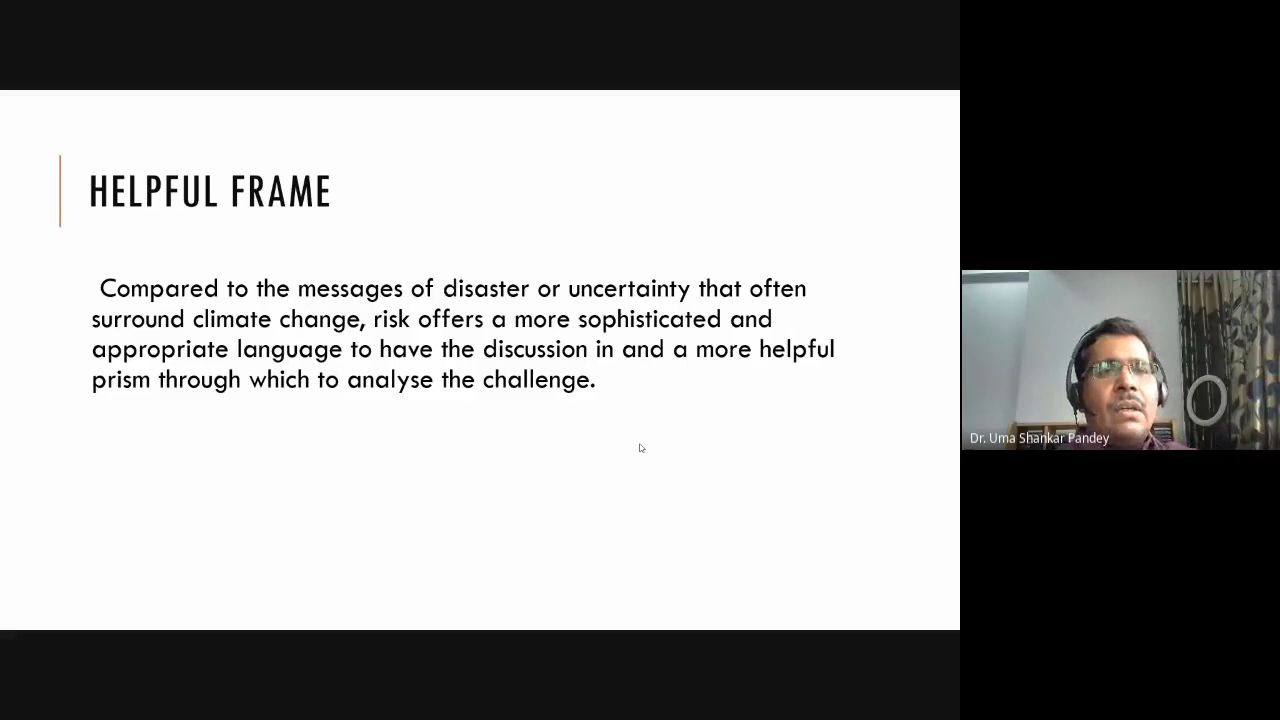 HELPFUL FRAME
Compared to the messages of disaster or uncertainty that often
surround climate change, risk offers a more sophisticated and
appropriate language to have the discussion in and a more helpful
prism through which to analyse the challenge.
Dr. Uma Shankar Pandey